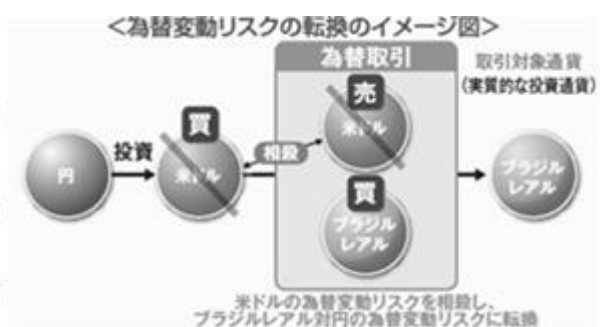 ＜為替変動リスクの転換のイメージ図＞
為替取引
取引対象通貨
（実質的な投資通貨）
売
米ドル
買
投資
相殺
円
米ドル
買
ブラジル
レアル
ブラジル
レアル
米ドルの為替変動リスクを相殺し、
ブラジルレアル対円の為替変動リスクに転換